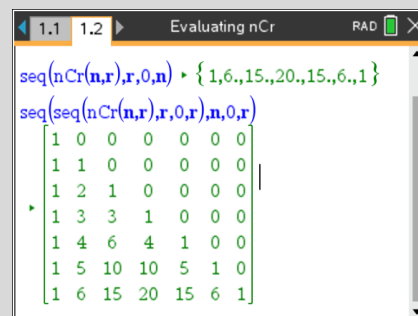 1.1 1.2 Evaluating nCr RAD
seq(nCr(n,r),r,0,n) ▸ {1,6.,15.,20.,15.,6.,1}
seq(seq(nCr(n,r),r,0,r),n,0,r)
▸ [1 0 0 0 0 0 0
1 1 0 0 0 0 0
1 2 1 0 0 0 0
1 3 3 1 0 0 0
1 4 6 4 1 0 0
1 5 10 10 5 1 0
1 6 15 20 15 6 1]